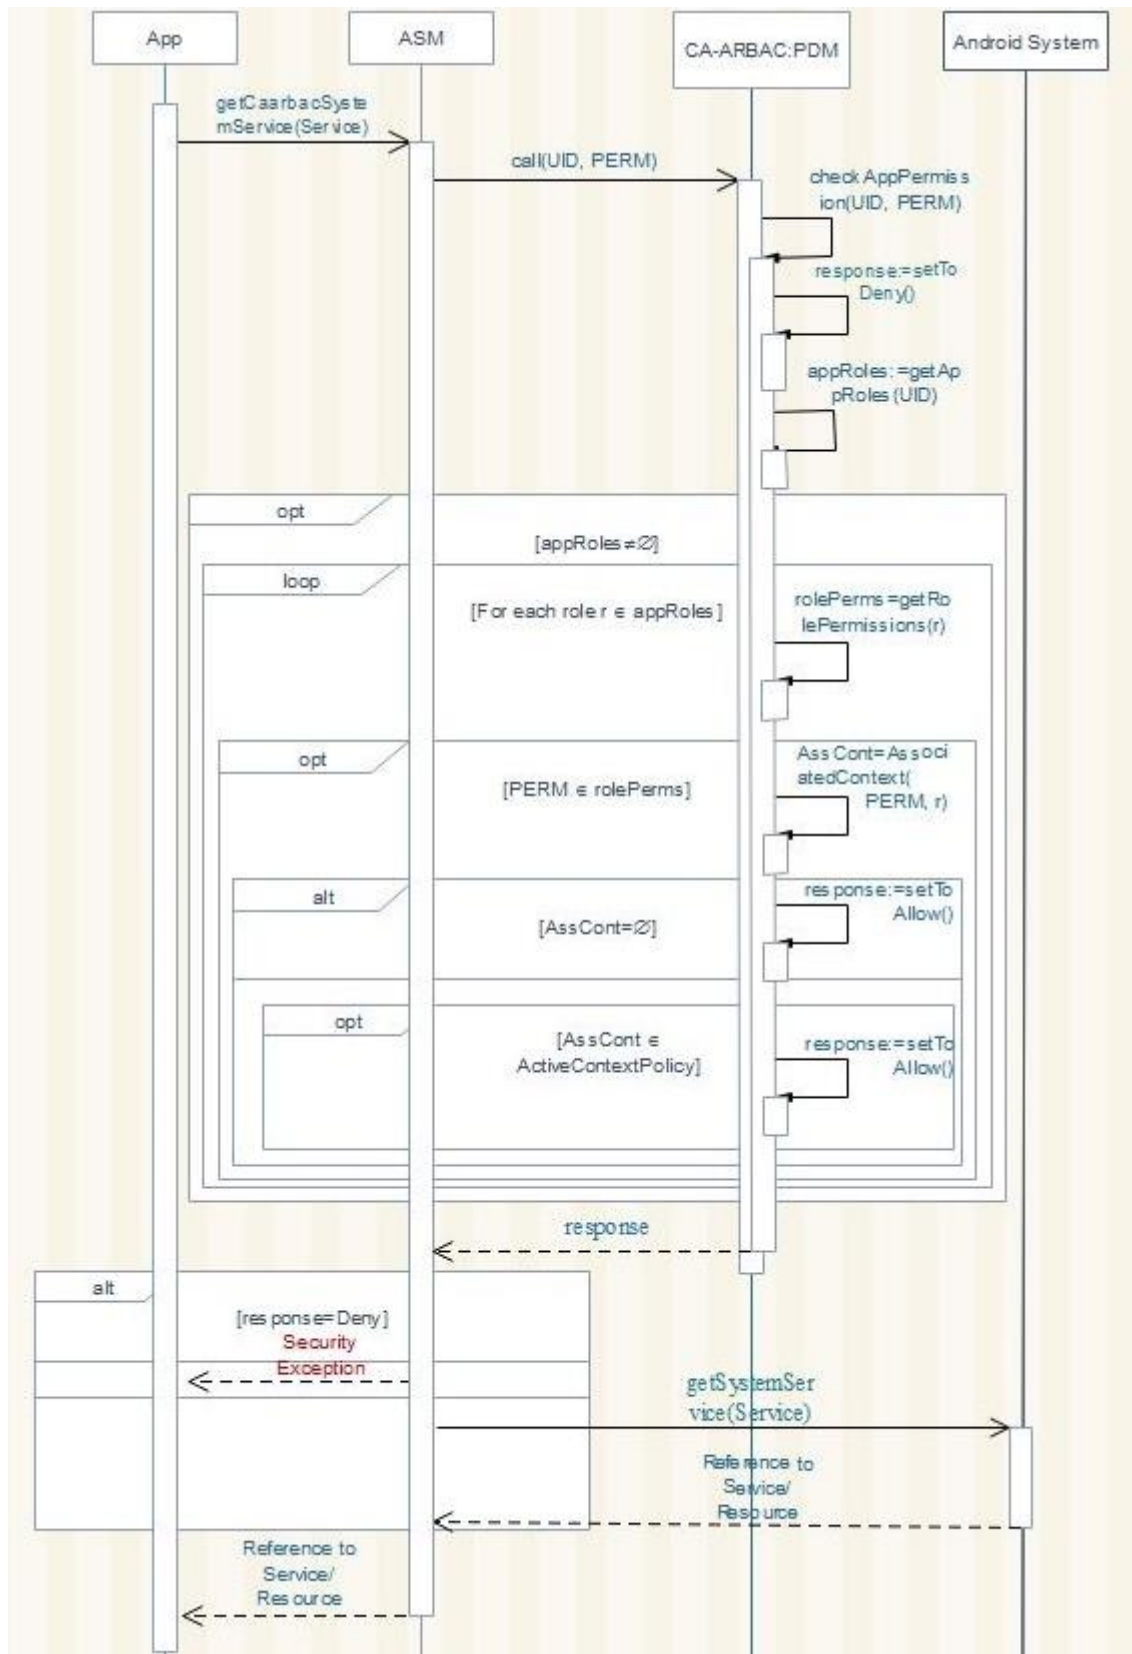 App
ASM
CA-ARBAC:PDM
Android System
getCaarbacSyste
mService(Service)
call(UID, PERM)
checkAppPermiss
ion(UID, PERM)
response:=setTo
Deny()
appRoles:=getAp
pRoles(UID)
opt
[appRoles≠∅]
loop
[For each role r ∈ appRoles]
rolePerms=getRo
lePermissions(r)
opt
[PERM ∈ rolePerms]
AssCont=Associ
atedContext(
PERM, r)
alt
[AssCont=∅]
response:=setTo
Allow()
opt
[AssCont ∈
ActiveContextPolicy]
response:=setTo
Allow()
response
alt
[response=Deny]
Security
Exception
getSystemSer
vice(Service)
Reference to
Service/
Resource
Reference to
Service/
Resource